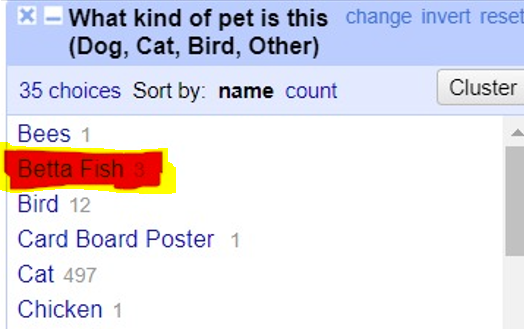 What kind of pet is this change invert reset
(Dog, Cat, Bird, Other)
35 choices Sort by: name count Cluster
Bees 1
Betta Fish 3
Bird 12
Card Board Poster 1
Cat 497
Chicken 1